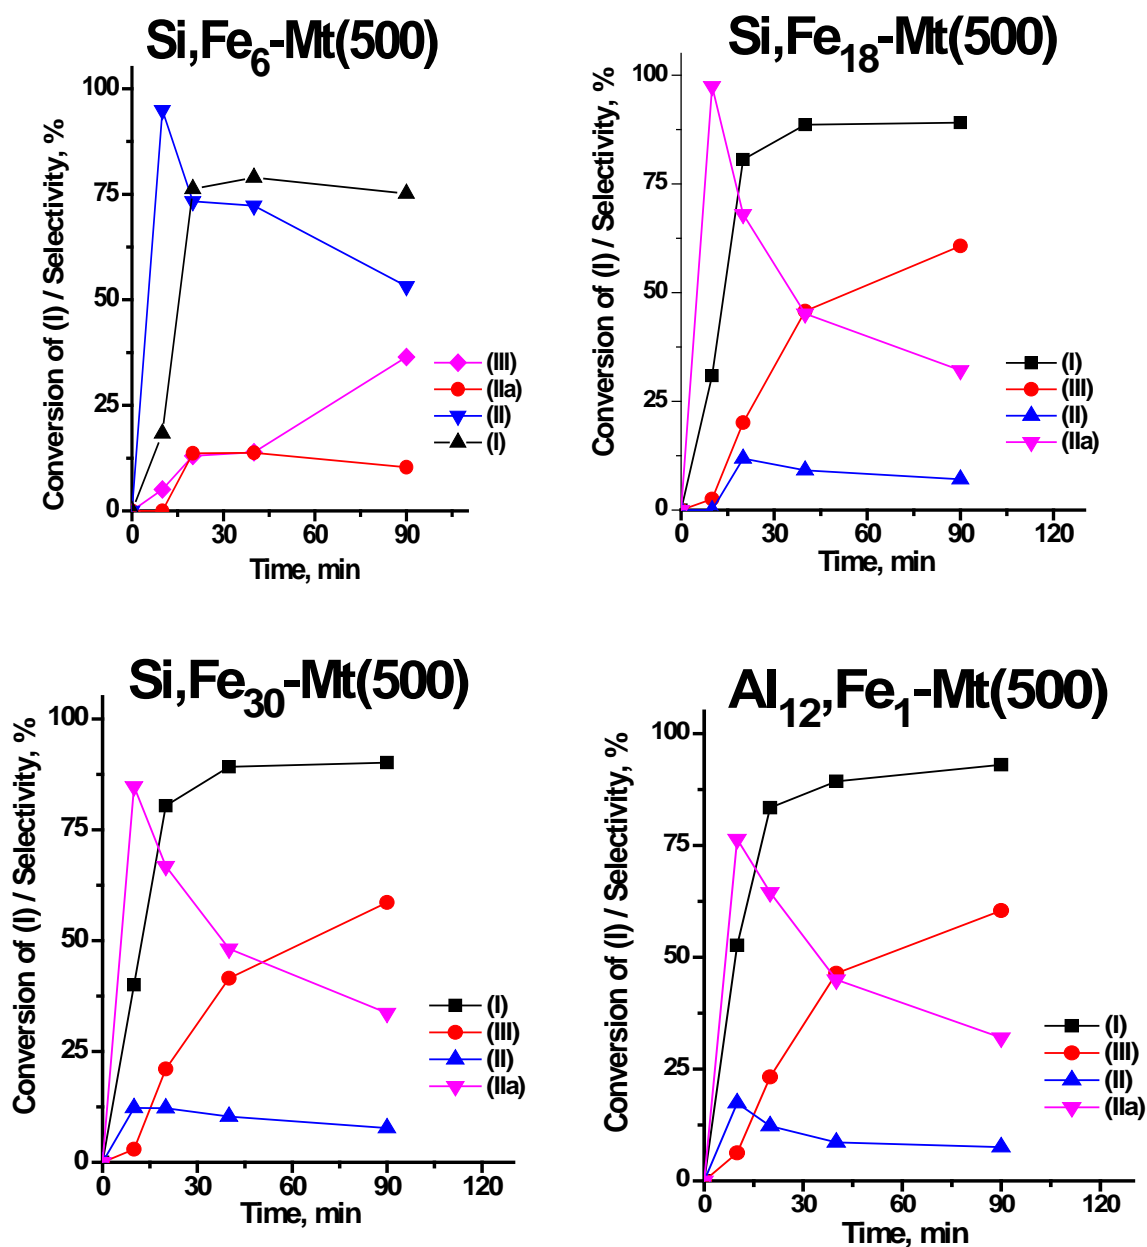 Si,Fe6-Mt(500)
Conversion of (I) / Selectivity, %
100
75
50
25
0
(III)
(IIa)
(II)
(I)
0 30 60 90
Time, min
Si,Fe18-Mt(500)
Conversion of (I) / Selectivity, %
100
75
50
25
0
(I)
(III)
(II)
(IIa)
0 30 60 90 120
Time, min
Si,Fe30-Mt(500)
Conversion of (I) / Selectivity, %
100
75
50
25
0
(I)
(III)
(II)
(IIa)
0 30 60 90 120
Time, min
Al12,Fe1-Mt(500)
Conversion of (I) / Selectivity, %
100
75
50
25
0
(I)
(III)
(II)
(IIa)
0 30 60 90 120
Time, min